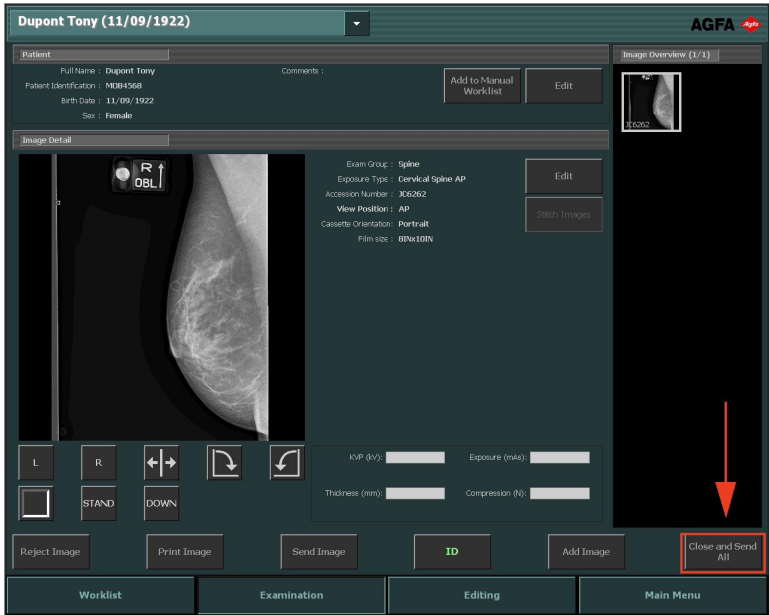 Dupont Tony (11/09/1922)
AGFA Agfa
Patient
Full Name : Dupont Tony
Comments :
Patient Identification : MOB4568
Birth Date : 11/09/1922
Sex : Female
Add to Manual
Worklist
Edit
Image Overview (1/1)
JC6262
Image Detail
R
OBL
Exam Group : Spine
Exposure Type : Cervical Spine AP
Accession Number : JC6262
View Position : AP
Cassette Orientation: Portrait
Film size : 8INx10IN
Edit
Stitch Images
L
R
STAND
DOWN
KVP (kV):
Exposure (mAs):
Thickness (mm):
Compression (N):
Reject Image
Print Image
Send Image
ID
Add Image
Close and Send
All
Worklist
Examination
Editing
Main Menu